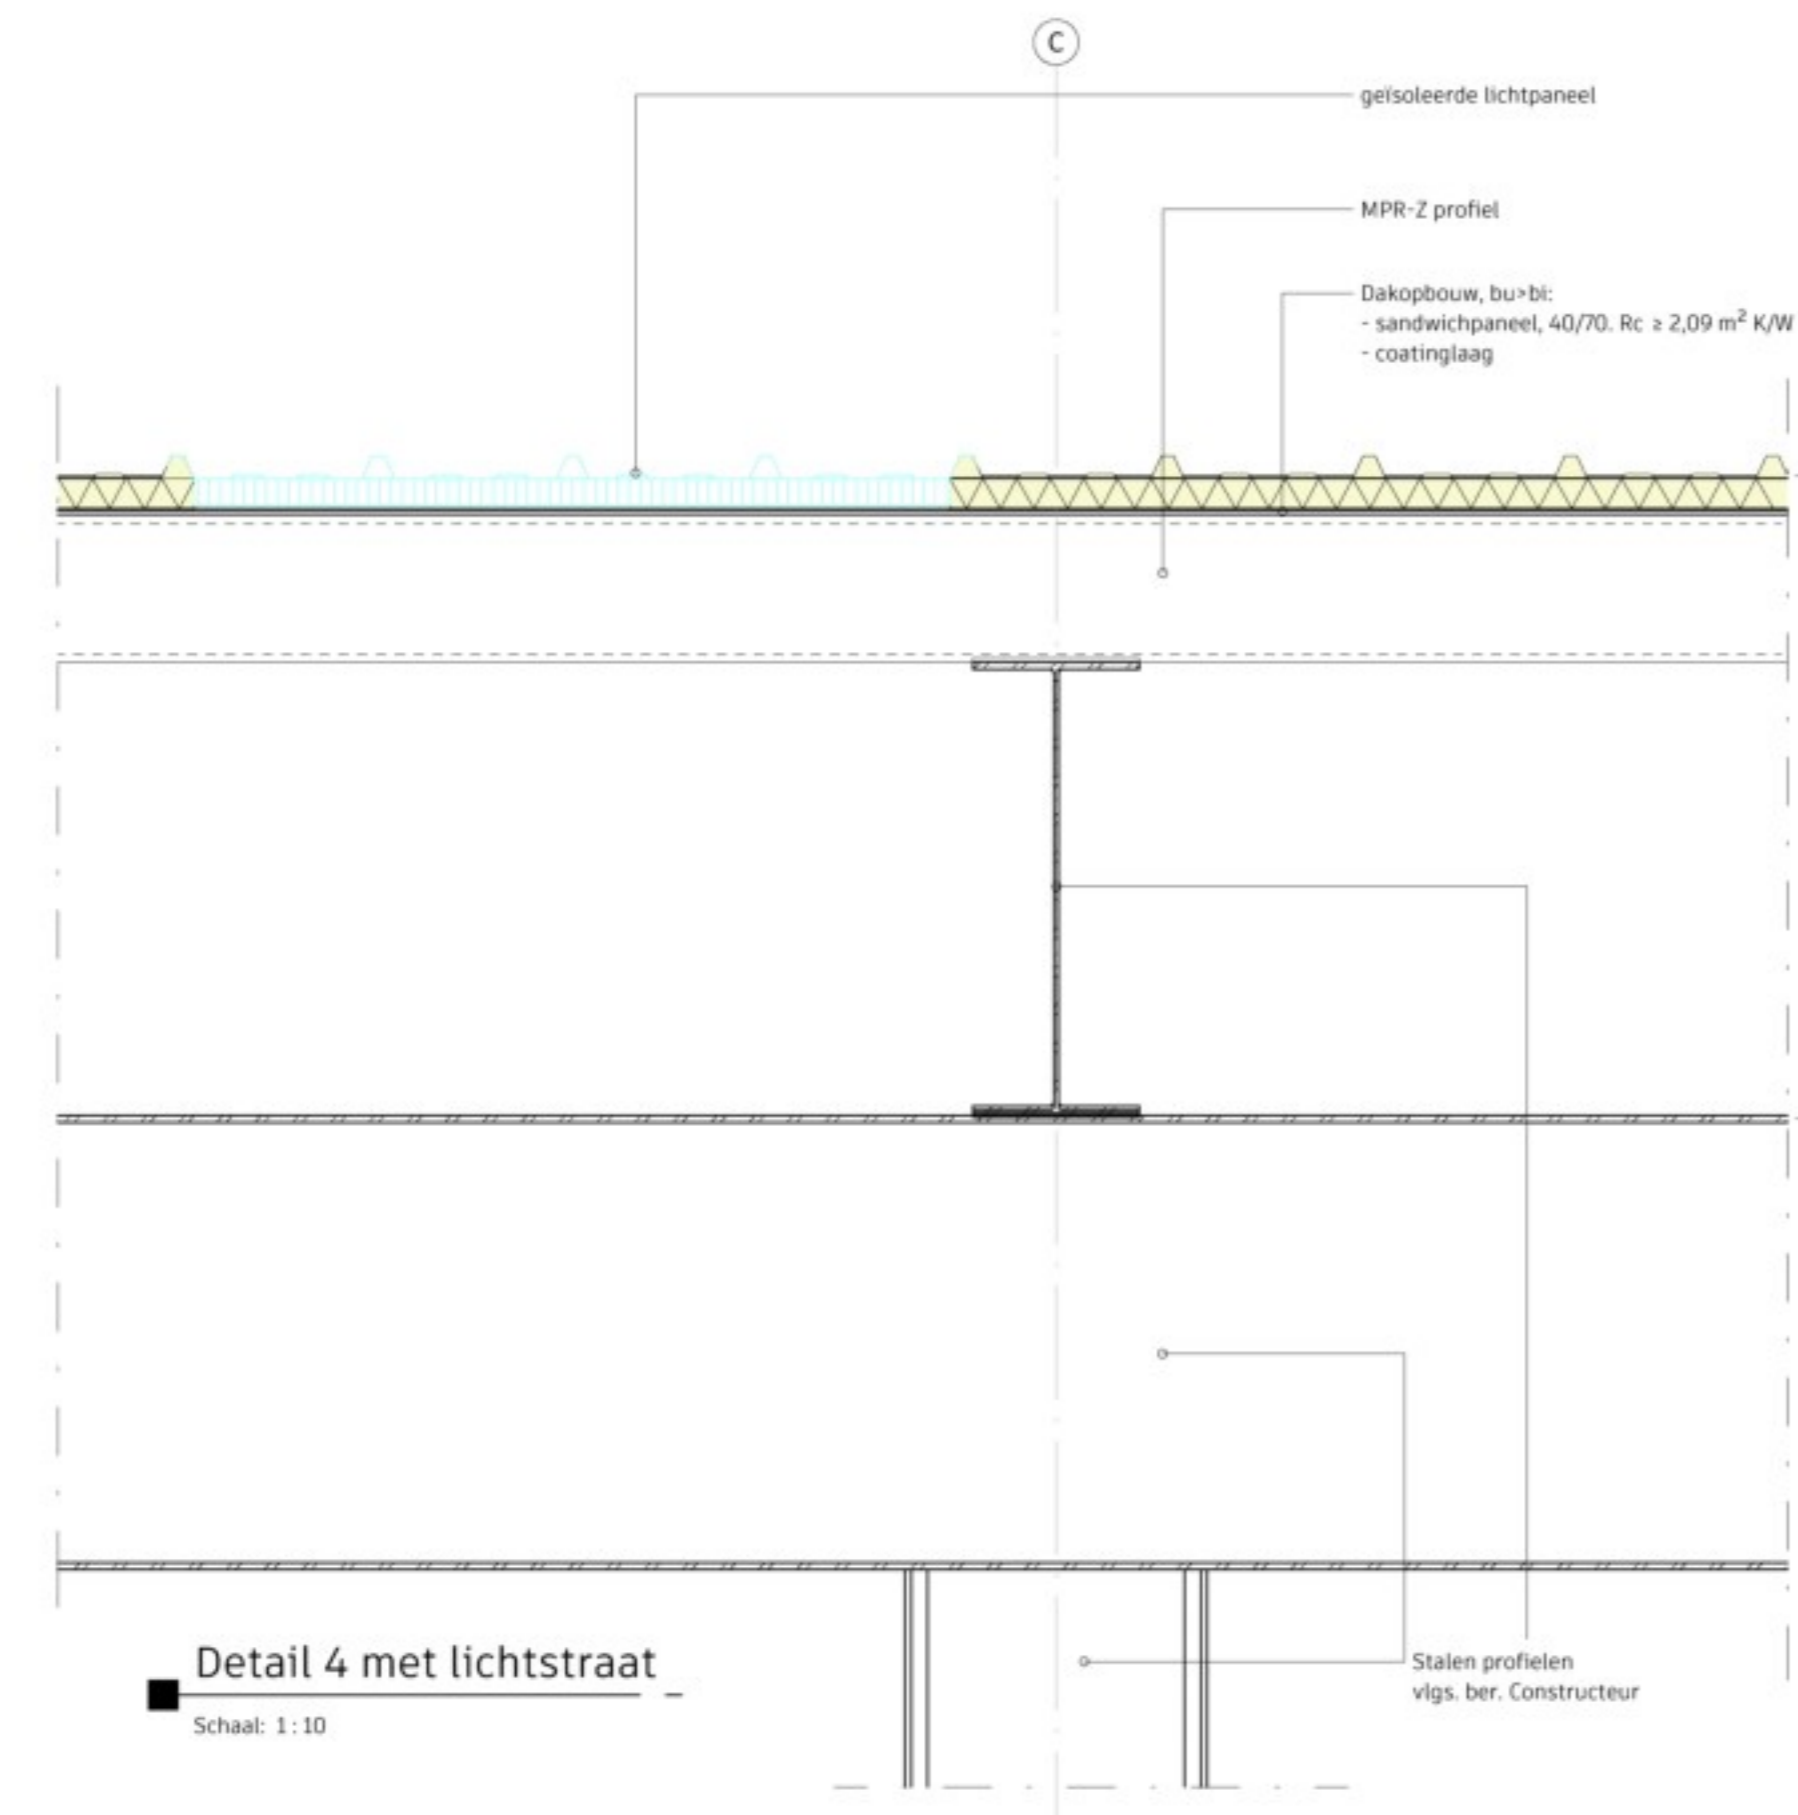 C
geïsoleerde lichtpaneel
MPR-Z profiel
Dakopbouw, bu>bi:
- sandwichpaneel, 40/70. Rc ≥ 2,09 m² K/W
- coatinglaag
Detail 4 met lichtstraat
Schaal: 1 : 10
Stalen profielen
vlgs. ber. Constructeur